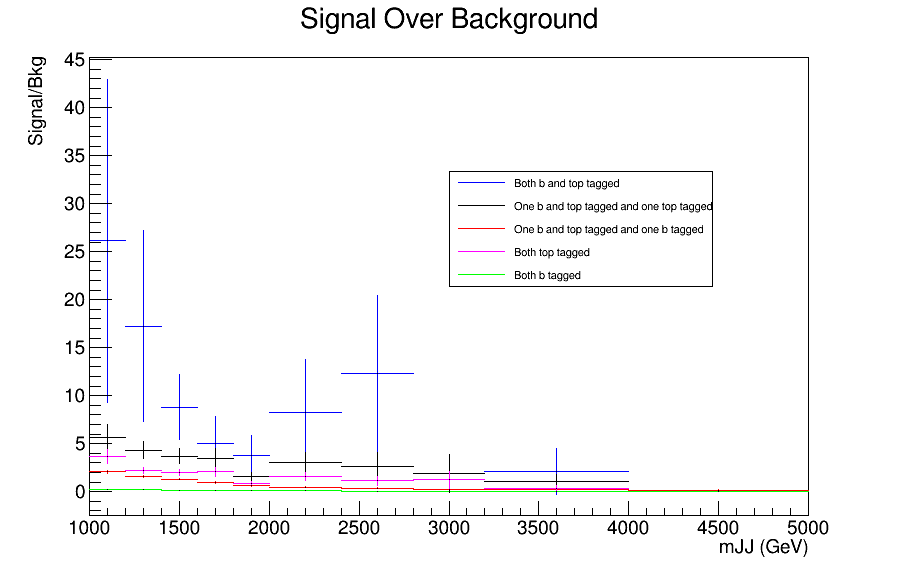 Signal Over Background
Signal/Bkg
45
40
35
30
25
20
15
10
5
0
Both b and top tagged
One b and top tagged and one top tagged
One b and top tagged and one b tagged
Both top tagged
Both b tagged
1000 1500 2000 2500 3000 3500 4000 4500 5000
mJJ (GeV)